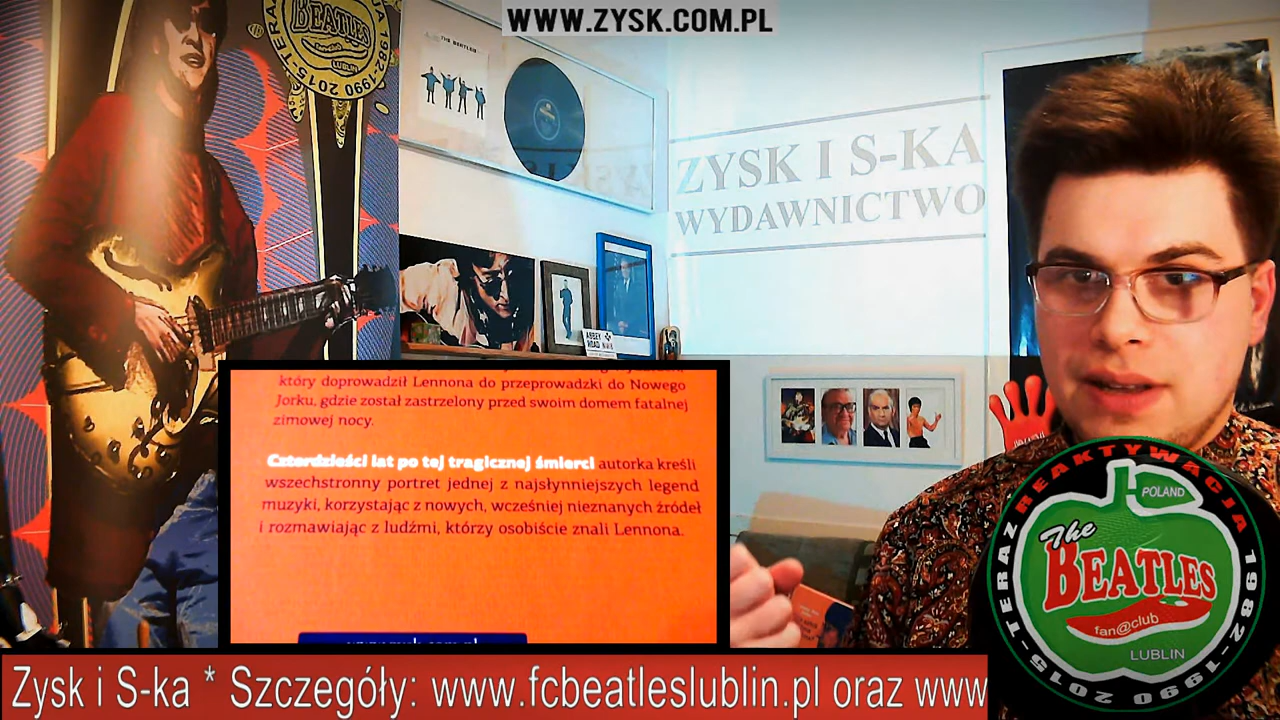 WWW.ZYSK.COM.PL
BEATLES
fan@club
LUBLIN
1982-1990 2015-TERAZ
THE BEATLES
ZYSK I S-KA
WYDAWNICTWO
ABBEY
ROAD NW8
który doprowadził Lennona do przeprowadzki do Nowego
Jorku, gdzie został zastrzelony przed swoim domem fatalnej
zimowej nocy.
Czterdzieści lat po tej tragicznej śmierci autorka kreśli
wszechstronny portret jednej z najsłynniejszych legend
muzyki, korzystając z nowych, wcześniej nieznanych źródeł
i rozmawiając z ludźmi, którzy osobiście znali Lennona.
REAKTYWACJA 1982-1990 2015-TERAZ
POLAND
The
BEATLES
fan@club
LUBLIN
Zysk i S-ka * Szczegóły: www.fcbeatleslublin.pl oraz www